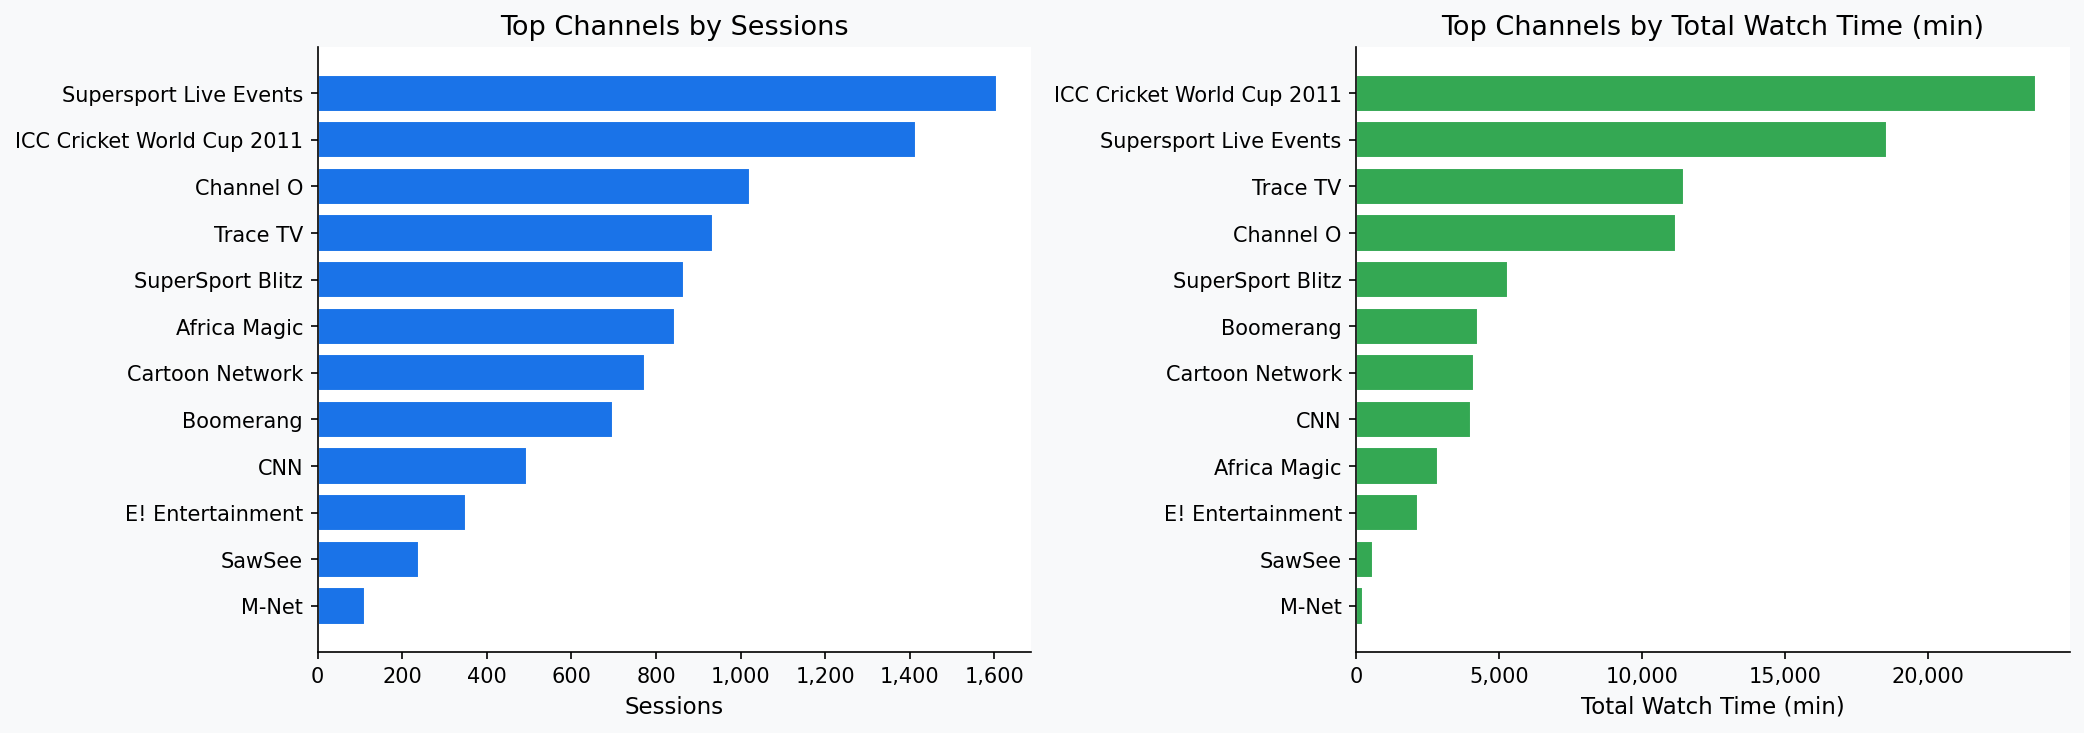 Top Channels by Sessions
Supersport Live Events
ICC Cricket World Cup 2011
Channel O
Trace TV
SuperSport Blitz
Africa Magic
Cartoon Network
Boomerang
CNN
E! Entertainment
SawSee
M-Net
0 200 400 600 800 1,000 1,200 1,400 1,600
Sessions
Top Channels by Total Watch Time (min)
ICC Cricket World Cup 2011
Supersport Live Events
Trace TV
Channel O
SuperSport Blitz
Boomerang
Cartoon Network
CNN
Africa Magic
E! Entertainment
SawSee
M-Net
0 5,000 10,000 15,000 20,000
Total Watch Time (min)